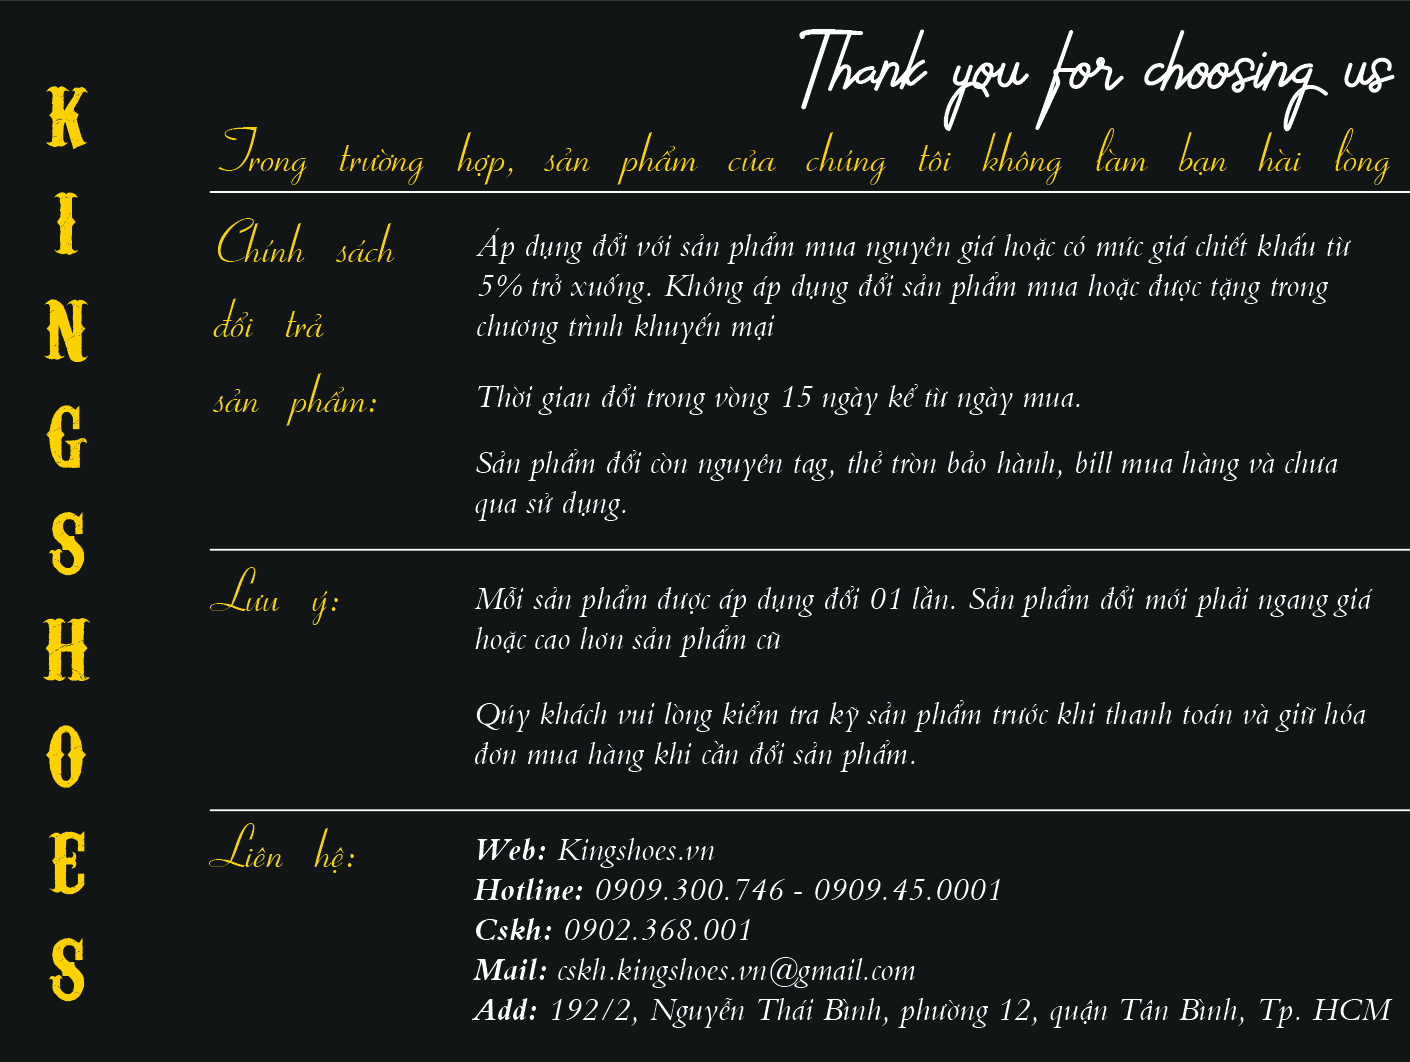 KINGSHOES
Thank you for choosing us
Trong trường hợp, sản phẩm của chúng tôi không làm bạn hài lòng
Chính sách
đổi trả
sản phẩm:
Áp dụng đổi với sản phẩm mua nguyên giá hoặc có mức giá chiết khấu từ
5% trở xuống. Không áp dụng đổi sản phẩm mua hoặc được tặng trong
chương trình khuyến mại
Thời gian đổi trong vòng 15 ngày kể từ ngày mua.
Sản phẩm đổi còn nguyên tag, thẻ tròn bảo hành, bill mua hàng và chưa
qua sử dụng.
Lưu ý:
Mỗi sản phẩm được áp dụng đổi 01 lần. Sản phẩm đổi mới phải ngang giá
hoặc cao hơn sản phẩm cũ
Qúy khách vui lòng kiểm tra kỹ sản phẩm trước khi thanh toán và giữ hóa
đơn mua hàng khi cần đổi sản phẩm.
Liên hệ:
Web: Kingshoes.vn
Hotline: 0909.300.746 - 0909.45.0001
Cskh: 0902.368.001
Mail: cskh.kingshoes.vn@gmail.com
Add: 192/2, Nguyễn Thái Bình, phường 12, quận Tân Bình, Tp. HCM